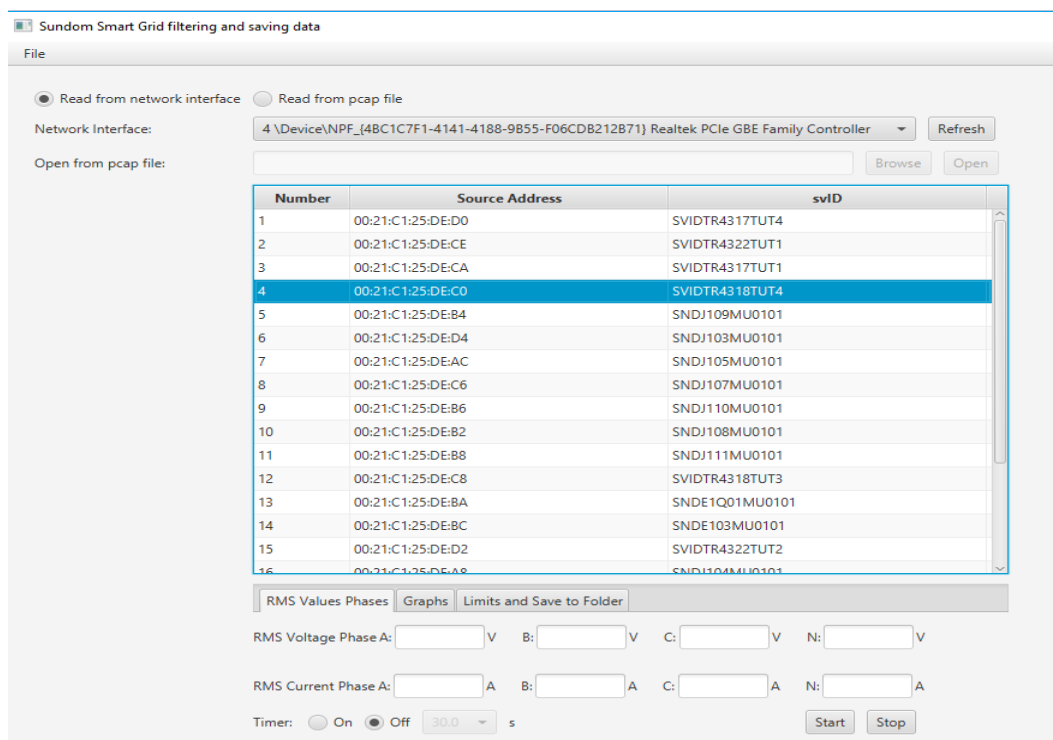 Sundom Smart Grid filtering and saving data
File
Read from network interface Read from pcap file
Network Interface: 4 \Device\NPF_{4BC1C7F1-4141-4188-9B55-F06CDB212B71} Realtek PCIe GBE Family Controller Refresh
Open from pcap file: Browse Open
Number Source Address svID
1 00:21:C1:25:DE:D0 SVIDTR4317TUT4
2 00:21:C1:25:DE:CE SVIDTR4322TUT1
3 00:21:C1:25:DE:CA SVIDTR4317TUT1
4 00:21:C1:25:DE:C0 SVIDTR4318TUT4
5 00:21:C1:25:DE:B4 SNDJ109MU0101
6 00:21:C1:25:DE:D4 SNDJ103MU0101
7 00:21:C1:25:DE:AC SNDJ105MU0101
8 00:21:C1:25:DE:C6 SNDJ107MU0101
9 00:21:C1:25:DE:B6 SNDJ110MU0101
10 00:21:C1:25:DE:B2 SNDJ108MU0101
11 00:21:C1:25:DE:B8 SNDJ111MU0101
12 00:21:C1:25:DE:C8 SVIDTR4318TUT3
13 00:21:C1:25:DE:BA SNDE1Q01MU0101
14 00:21:C1:25:DE:BC SNDE103MU0101
15 00:21:C1:25:DE:D2 SVIDTR4322TUT2
16 00:21:C1:25:DE:A8 SNDJ104MU0101
RMS Values Phases Graphs Limits and Save to Folder
RMS Voltage Phase A: V B: V C: V N: V
RMS Current Phase A: A B: A C: A N: A
Timer: On Off 30.0 s Start Stop